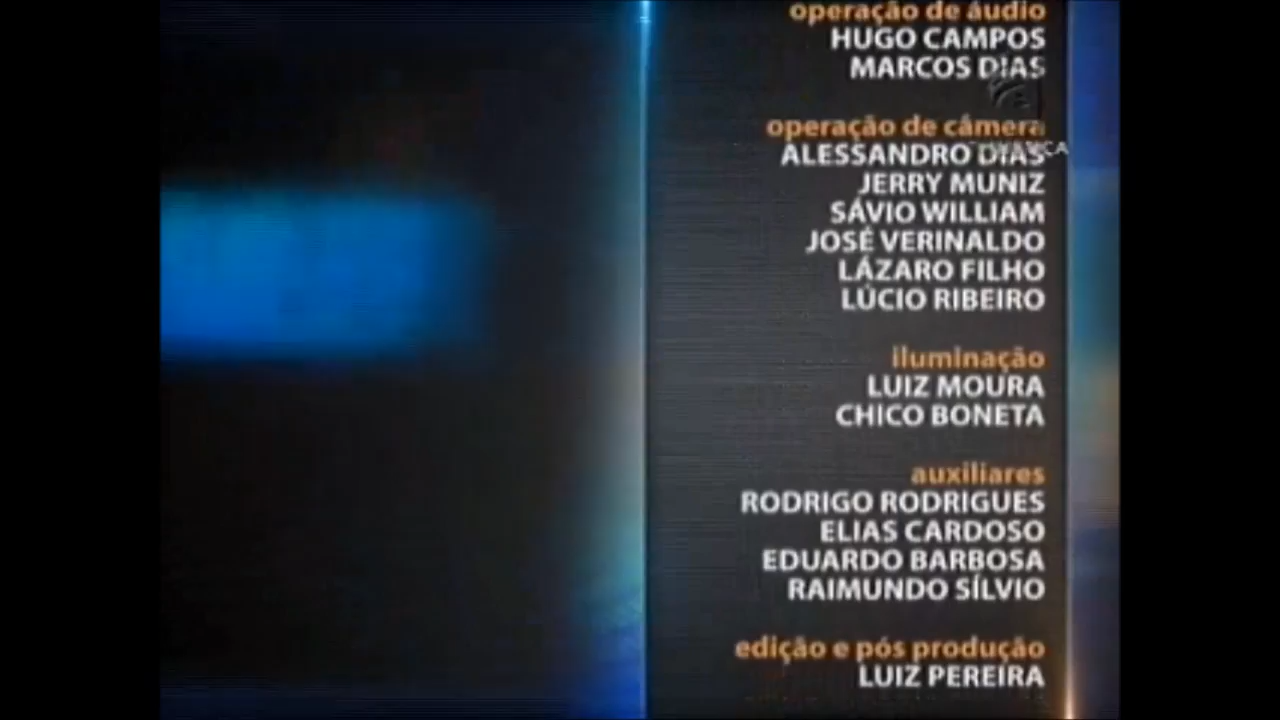 operação de áudio
HUGO CAMPOS
MARCOS DIAS
operação de câmera
ALESSANDRO DIAS
JERRY MUNIZ
SÁVIO WILLIAM
JOSÉ VERINALDO
LÁZARO FILHO
LÚCIO RIBEIRO
iluminação
LUIZ MOURA
CHICO BONETA
auxiliares
RODRIGO RODRIGUES
ELIAS CARDOSO
EDUARDO BARBOSA
RAIMUNDO SÍLVIO
edição e pós produção
LUIZ PEREIRA